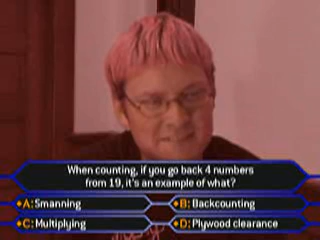 When counting, if you go back 4 numbers
from 19, it's an example of what?
A: Smanning
B: Backcounting
C: Multiplying
D: Plywood clearance